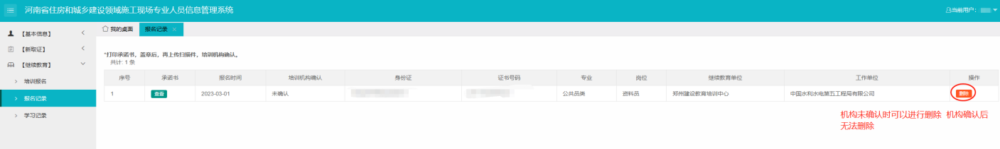 河南省住房和城乡建设领域施工现场专业人员信息管理系统
当前用户：
【基本信息】
【新取证】
【继续教育】
培训报名
报名记录
学习记录
我的桌面 报名记录 ×
*打印承诺书，盖章后，再上传扫描件，培训机构确认。
共计: 1 条
序号 承诺书 报名时间 培训机构确认 身份证 证书号码 专业 岗位 继续教育单位 工作单位 操作
1 查看 2023-03-01 未确认 公共员类 资料员 郑州建设教育培训中心 中国水利水电第五工程局有限公司 删除
机构未确认时可以进行删除 机构确认后
无法删除